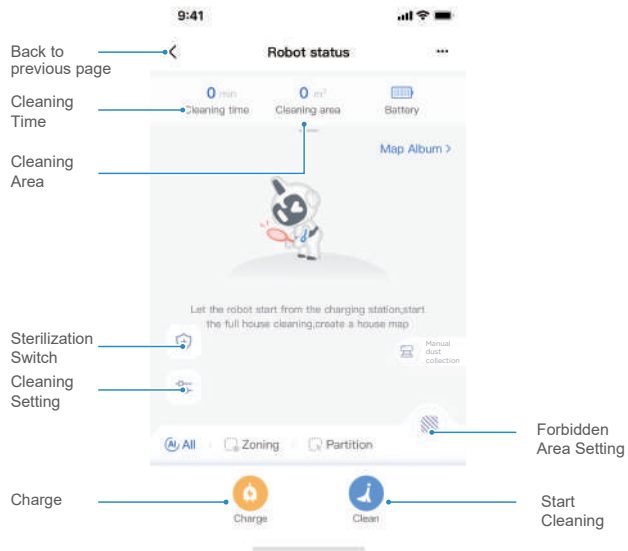 9:41
Back to
previous page
Robot status
Cleaning
Time
0 min
0 m²
Cleaning time
Cleaning area
Battery
Cleaning
Area
Map Album >
Let the robot start from the charging station,start
the full house cleaning,create a house map
Sterilization
Switch
Manual
dust
collection
Cleaning
Setting
Forbidden
Area Setting
AI All
Zoning
Partition
Charge
Charge
Clean
Start
Cleaning